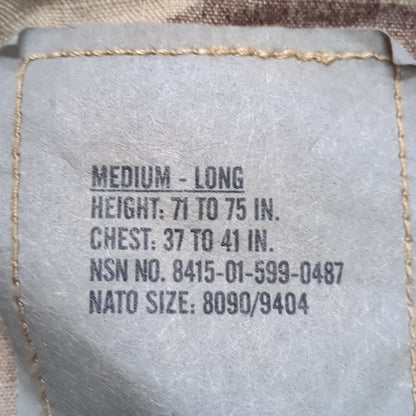 MEDIUM - LONG
HEIGHT: 71 TO 75 IN.
CHEST: 37 TO 41 IN.
NSN NO. 8415-01-599-0487
NATO SIZE: 8090/9404